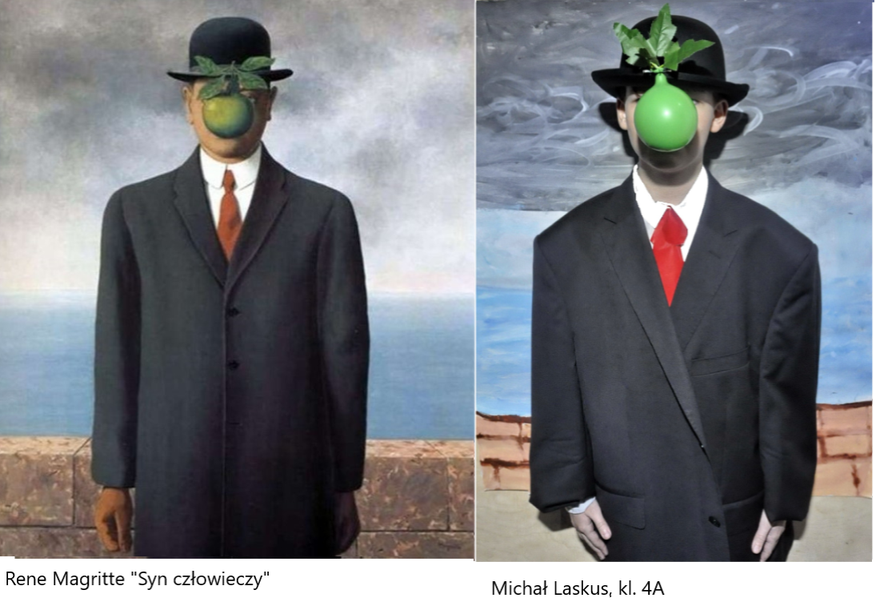 Rene Magritte "Syn człowieczy"
Michał Laskus, kl. 4A